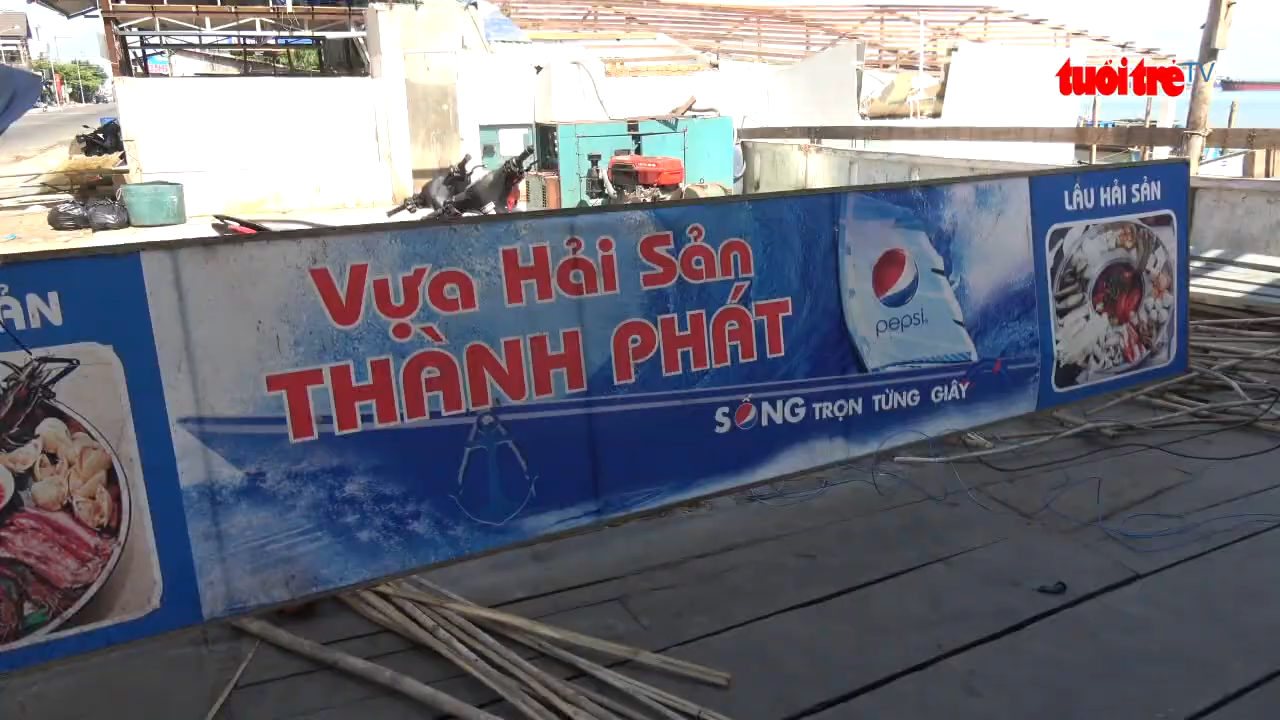 tuổi trẻ TV
LẨU HẢI SẢN
Vựa Hải Sản
THÀNH PHÁT
pepsi
SỐNG TRỌN TỪNG GIÂY
ẢN